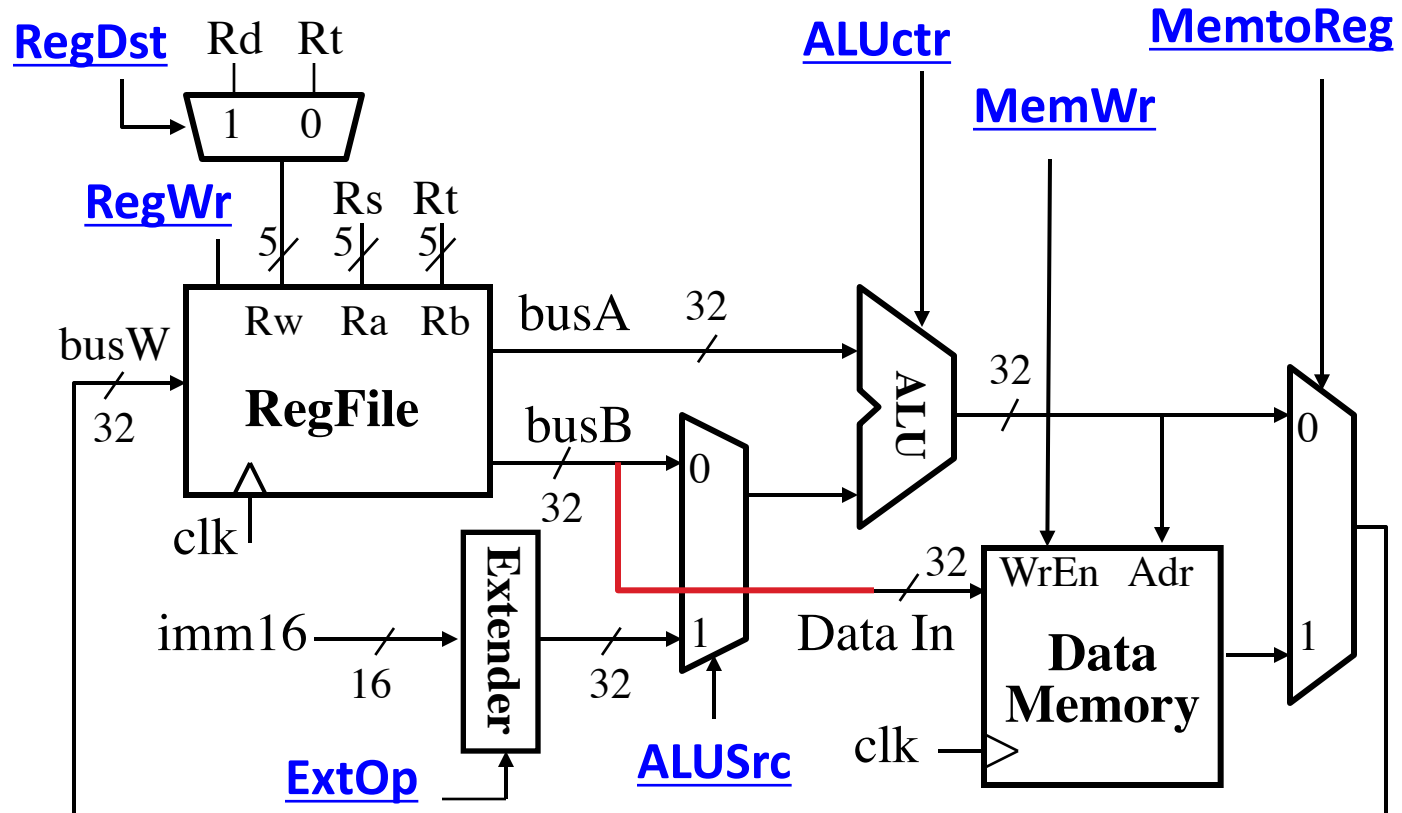 RegDst
Rd Rt
ALUctr
MemtoReg
MemWr
1 0
RegWr
Rs Rt
5 5 5
Rw Ra Rb
busW
32
RegFile
clk
busA
32
busB
32
0
1
ALU
32
imm16
16
Extender
32
ExtOp
ALUSrc
32
Data In
WrEn Adr
Data
Memory
clk
0
1